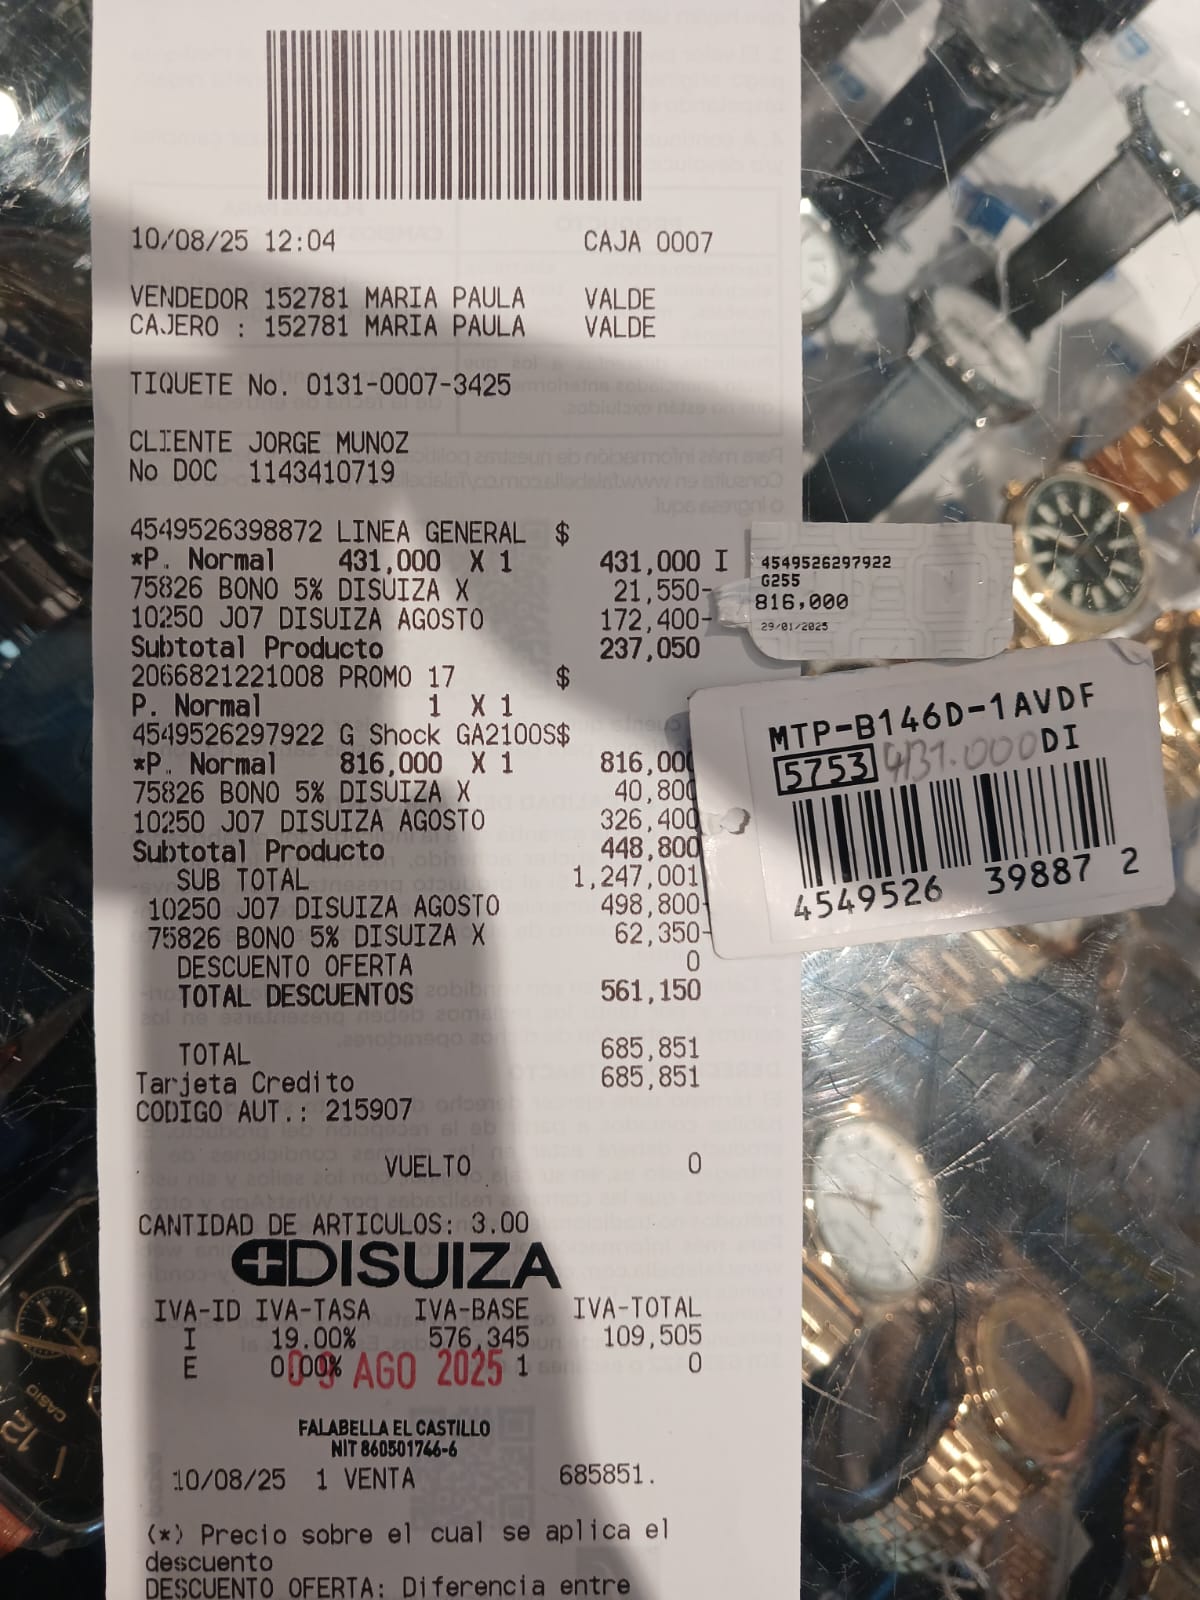 10/08/25 12:04 CAJA 0007
VENDEDOR 152781 MARIA PAULA VALDE
CAJERO : 152781 MARIA PAULA VALDE
TIQUETE No. 0131-0007-3425
CLIENTE JORGE MUNOZ
No DOC 1143410719
4549526398872 LINEA GENERAL $
*P. Normal 431,000 X 1 431,000 I
75826 BONO 5% DISUIZA X 21,550-
10250 J07 DISUIZA AGOSTO 172,400-
Subtotal Producto 237,050
2066821221008 PROMO 17 $
P. Normal 1 X 1
4549526297922 G Shock GA2100S$
*P. Normal 816,000 X 1 816,000
75826 BONO 5% DISUIZA X 40,800
10250 J07 DISUIZA AGOSTO 326,400
Subtotal Producto 448,800
SUB TOTAL 1,247,001
10250 J07 DISUIZA AGOSTO 498,800-
75826 BONO 5% DISUIZA X 62,350-
DESCUENTO OFERTA 0
TOTAL DESCUENTOS 561,150
TOTAL 685,851
Tarjeta Credito 685,851
CODIGO AUT.: 215907
VUELTO 0
CANTIDAD DE ARTICULOS: 3.00
DISUIZA
IVA-ID IVA-TASA IVA-BASE IVA-TOTAL
I 19.00% 576,345 109,505
E 0.00% 1 0
09 AGO 2025
FALABELLA EL CASTILLO
NIT 860501746-6
10/08/25 1 VENTA 685851.
(*) Precio sobre el cual se aplica el
descuento
DESCUENTO OFERTA: Diferencia entre
4549526297922
G255
816,000
29/01/2025
MTP-B146D-1AVDF
5753 431.000 DI
4549526 39887 2
12
CASIO